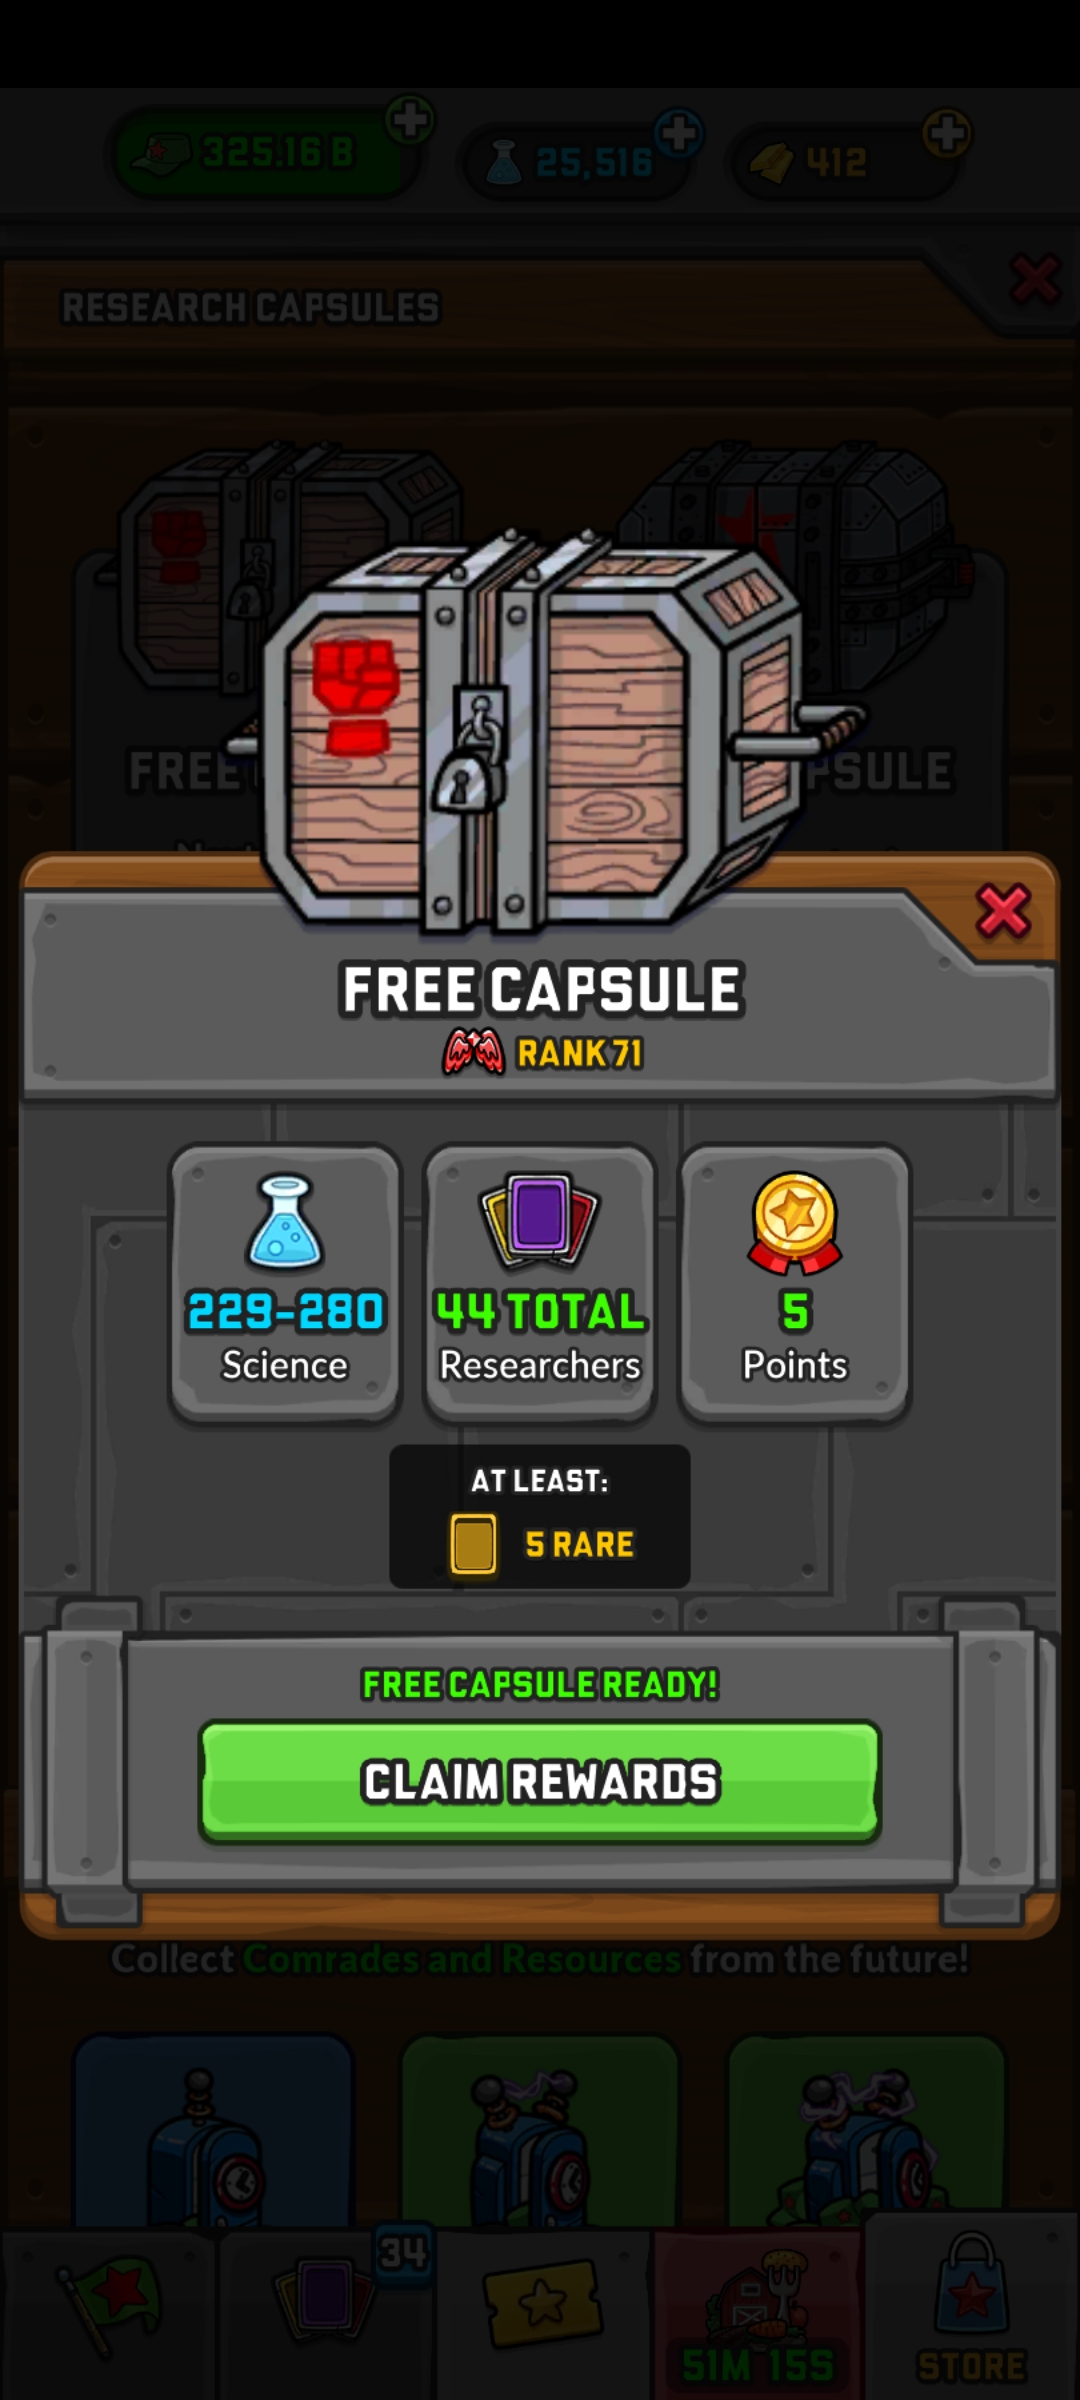 325.16 B
25,516
412
RESEARCH CAPSULES
FREE
PSULE
FREE CAPSULE
RANK 71
229-280
Science
44 TOTAL
Researchers
5
Points
AT LEAST:
5 RARE
FREE CAPSULE READY!
CLAIM REWARDS
Collect Comrades and Resources from the future!
34
51M 15S
STORE